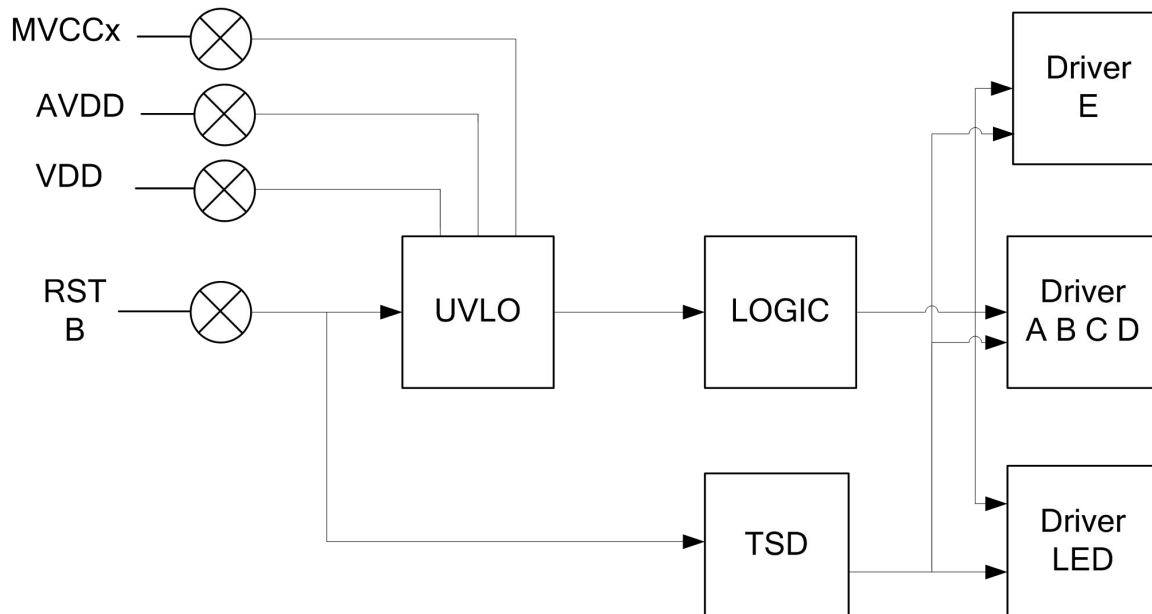 MVCCx
AVDD
VDD
RST
B
UVLO
LOGIC
TSD
Driver
E
Driver
A B C D
Driver
LED